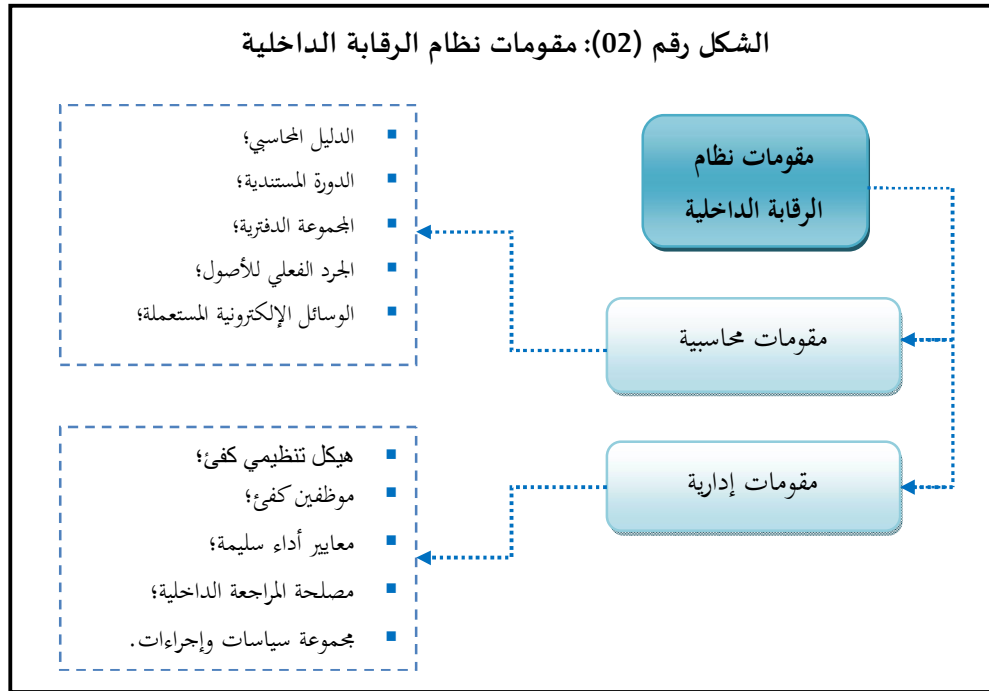 الشكل رقم (02): مقومات نظام الرقابة الداخلية
مقومات نظام
الرقابة الداخلية
مقومات محاسبية
الدليل المحاسبي؛
الدورة المستندية؛
المجموعة الدفترية؛
الجرد الفعلي للأصول؛
الوسائل الإلكترونية المستعملة؛
مقومات إدارية
هيكل تنظيمي كفئ؛
موظفين كفئ؛
معايير أداء سليمة؛
مصلحة المراجعة الداخلية؛
مجموعة سياسات وإجراءات.